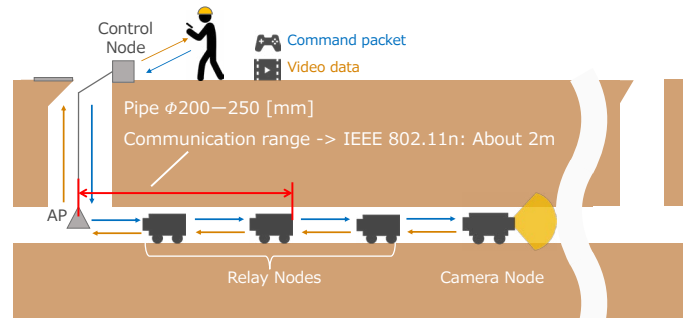 Control
Node
Command packet
Video data
Pipe Φ200−250 [mm]
Communication range -> IEEE 802.11n: About 2m
AP
Relay Nodes
Camera Node